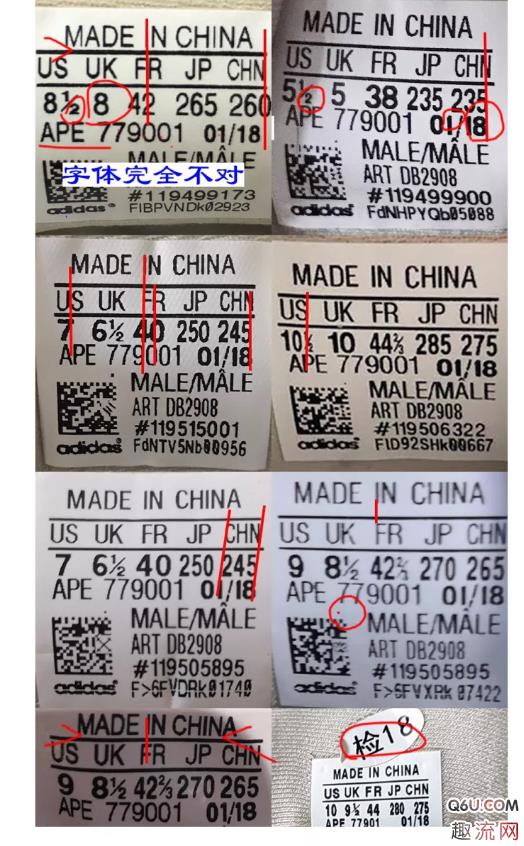 MADE IN CHINA
US UK FR JP CHN
8½ 8 42 265 260
APE 779001 01/18
MALE/MÂLE
字体完全不对
#119499173
adidas FIBPVNDk02923
MADE IN CHINA
US UK FR JP CHN
5½ 5 38 235 235
APE 779001 01/18
MALE/MÂLE
ART DB2908
#119499900
adidas FdNHPYQb05088
MADE IN CHINA
US UK FR JP CHN
7 6½ 40 250 245
APE 779001 01/18
MALE/MÂLE
ART DB2908
#119515001
adidas FdNTV5Nb00956
MADE IN CHINA
US UK FR JP CHN
10½ 10 44⅔ 285 275
APE 779001 01/18
MALE/MÂLE
ART DB2908
#119506322
adidas FID92SHk00667
MADE IN CHINA
US UK FR JP CHN
7 6½ 40 250 245
APE 779001 01/18
MALE/MÂLE
ART DB2908
#119505895
adidas F>6FVDRk01740
MADE IN CHINA
US UK FR JP CHN
9 8½ 42⅔ 270 265
APE 779001 01/18
MALE/MÂLE
ART DB2908
#119505895
adidas F>6FVXRk07422
MADE IN CHINA
US UK FR JP CHN
9 8½ 42⅔ 270 265
APE 779001 01/18
检18
MADE IN CHINA
US UK FR JP CHN
10 9½ 44 280 275
01/18
Q6U.COM
趣流网